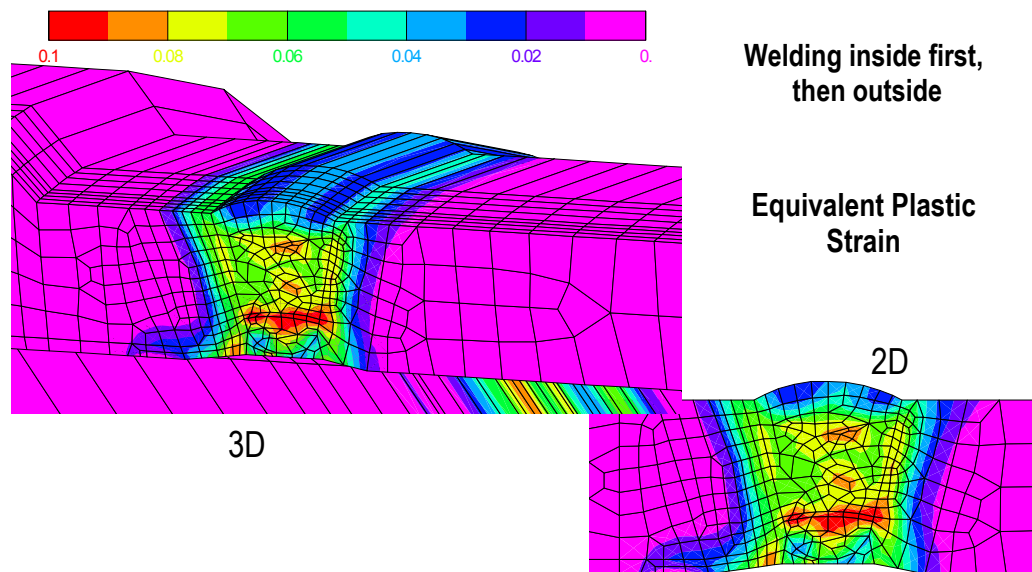 0.1 0.08 0.06 0.04 0.02 0.
Welding inside first,
then outside
Equivalent Plastic
Strain
2D
3D